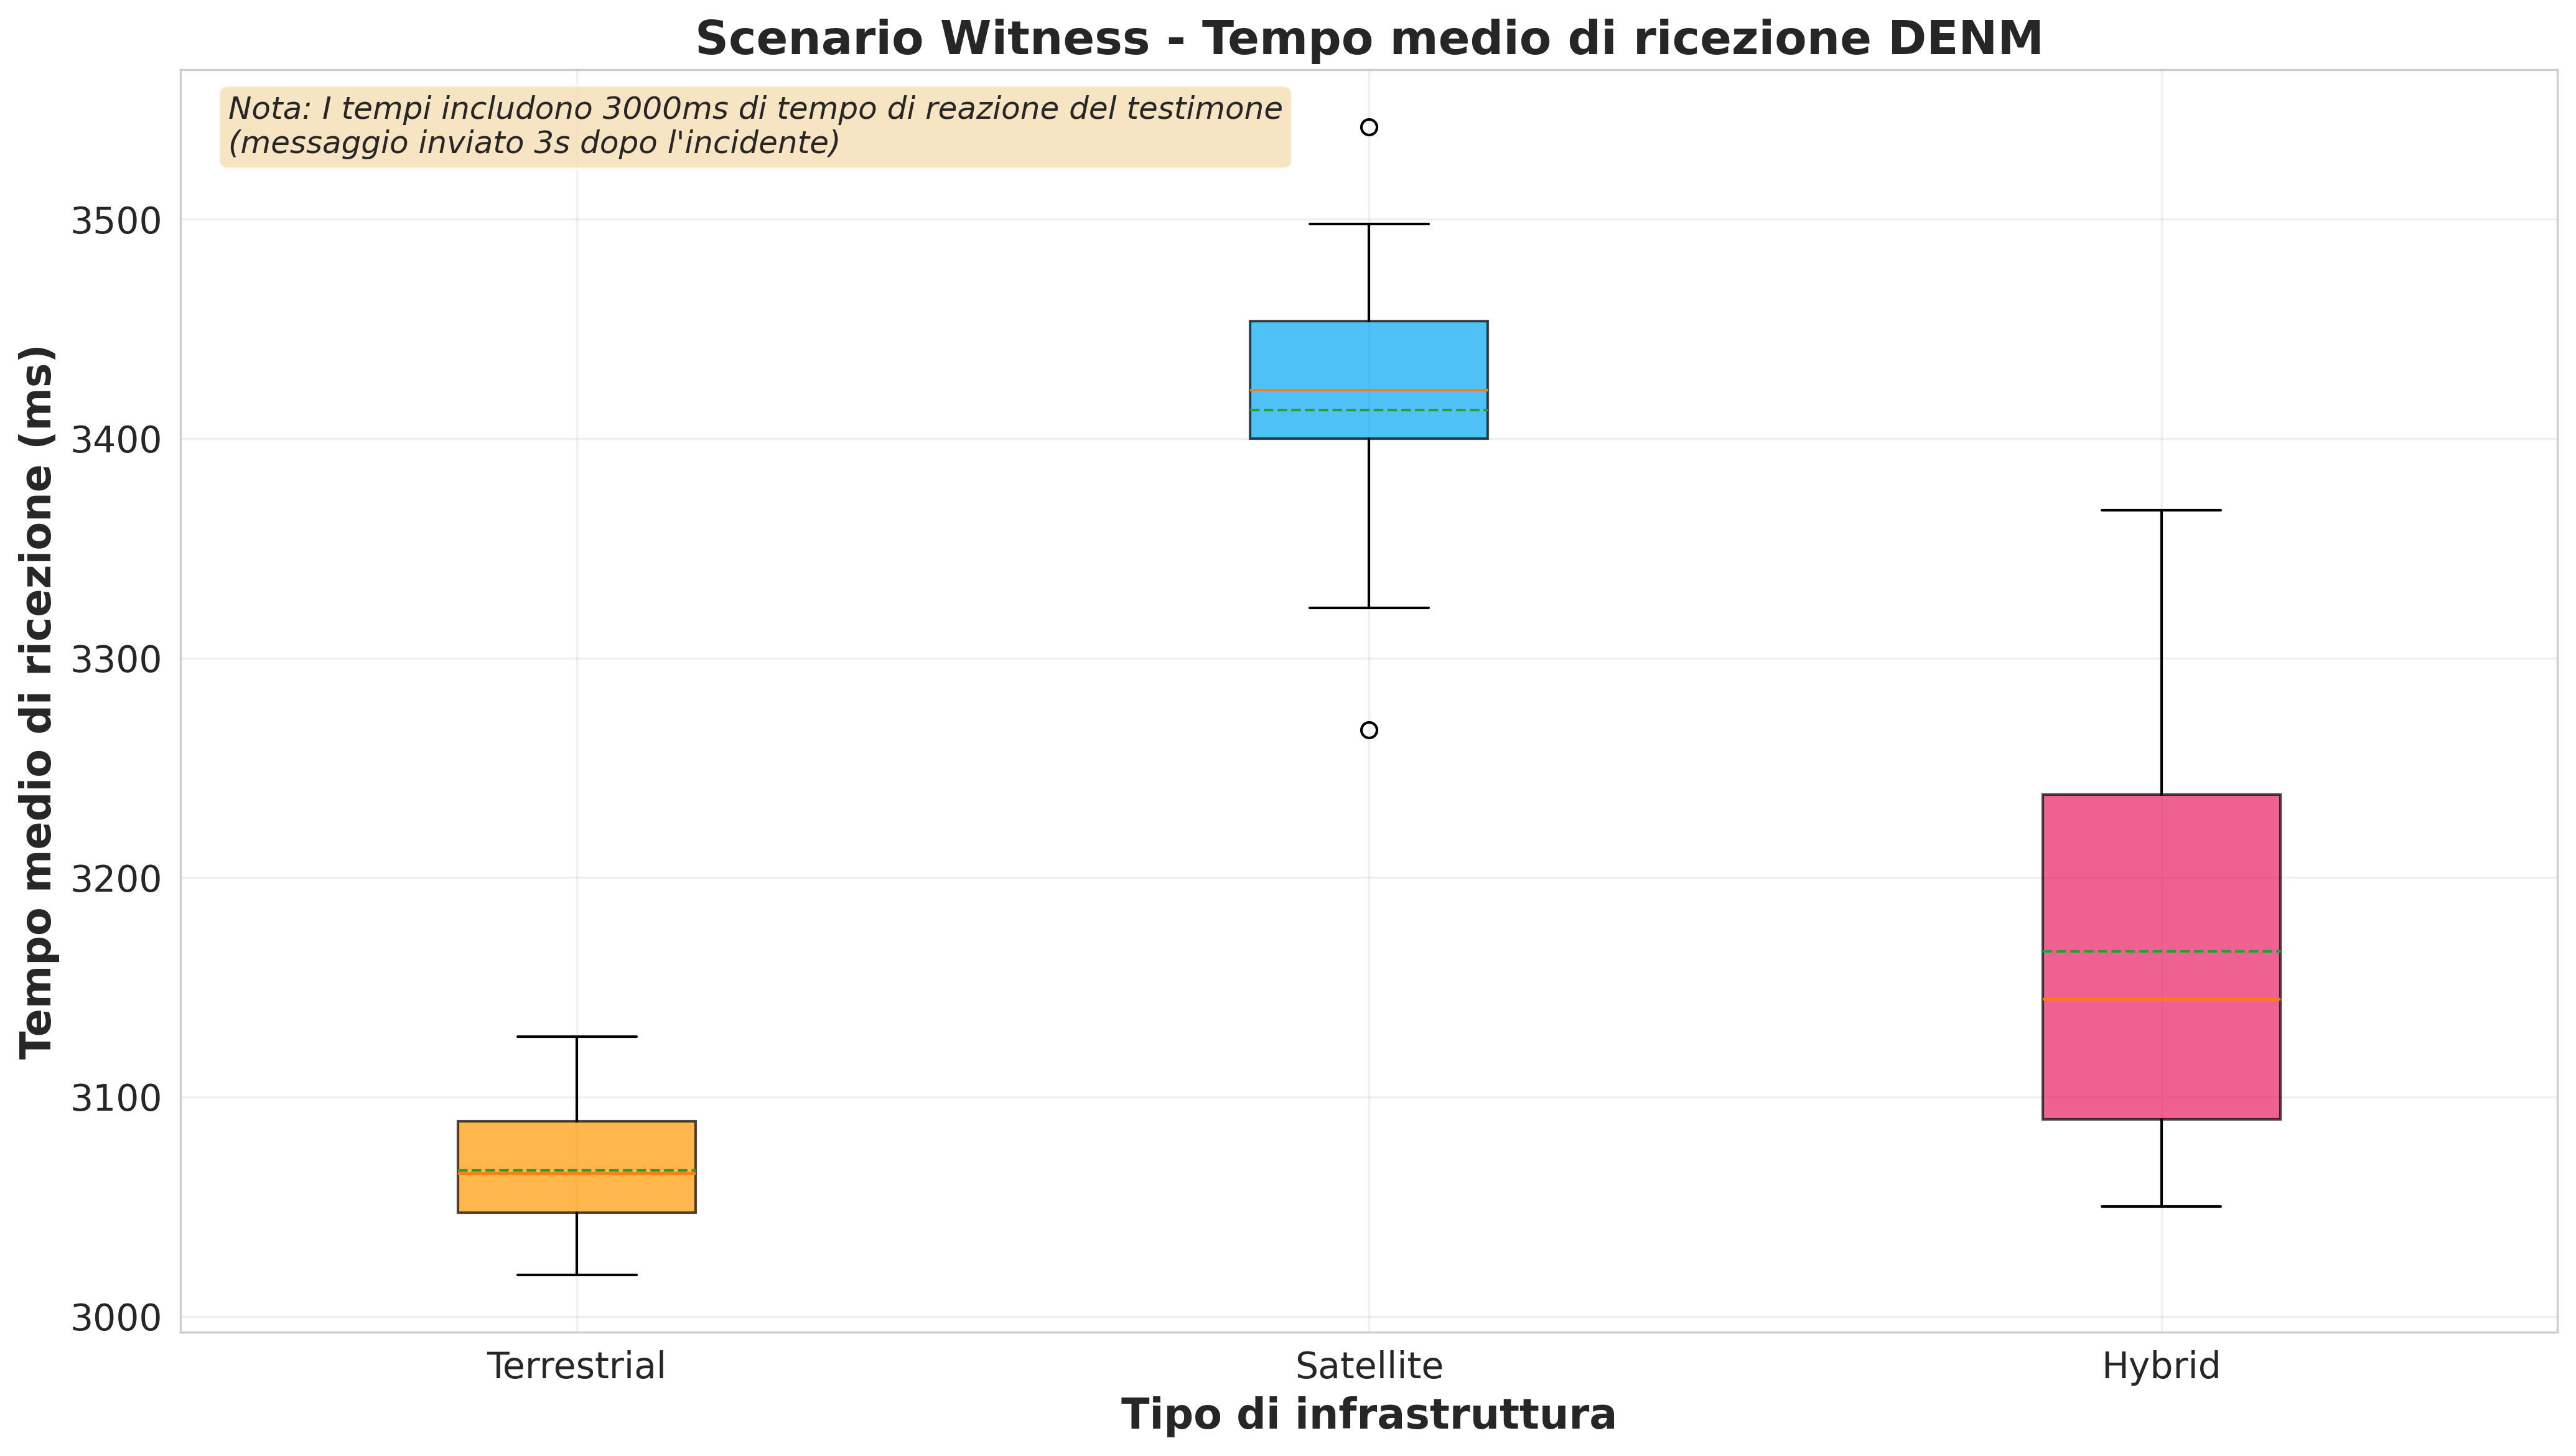 Scenario Witness - Tempo medio di ricezione DENM
Nota: I tempi includono 3000ms di tempo di reazione del testimone
(messaggio inviato 3s dopo l'incidente)
Tempo medio di ricezione (ms)
3500
3400
3300
3200
3100
3000
Terrestrial
Satellite
Hybrid
Tipo di infrastruttura